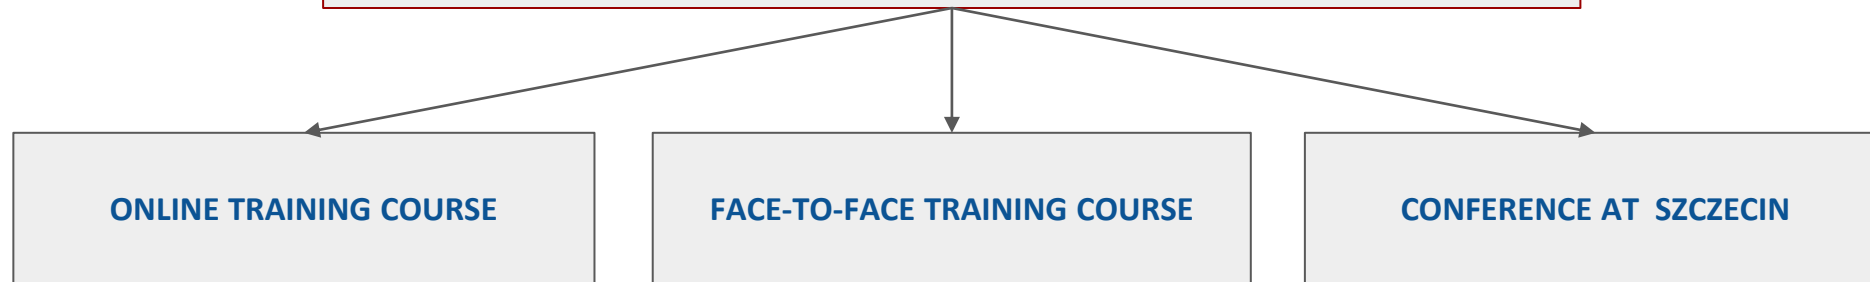 ONLINE TRAINING COURSE
FACE-TO-FACE TRAINING COURSE
CONFERENCE AT  SZCZECIN